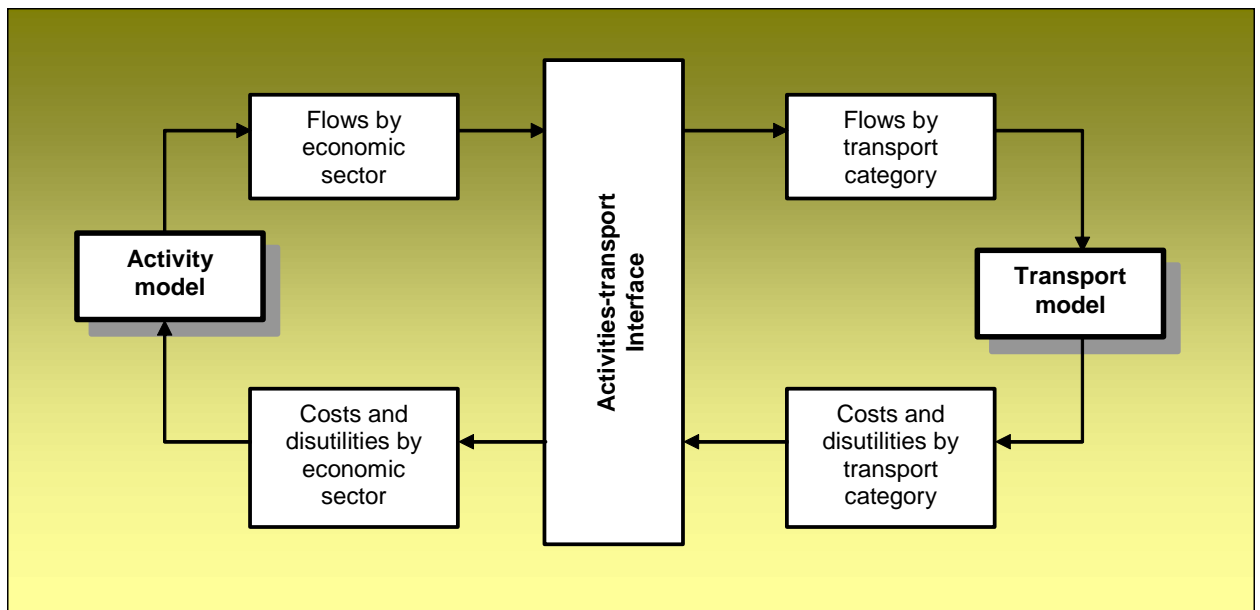 Flows by
economic
sector
Flows by
transport
category
Activity
model
Activities-transport
Interface
Transport
model
Costs and
disutilities by
economic
sector
Costs and
disutilities by
transport
category